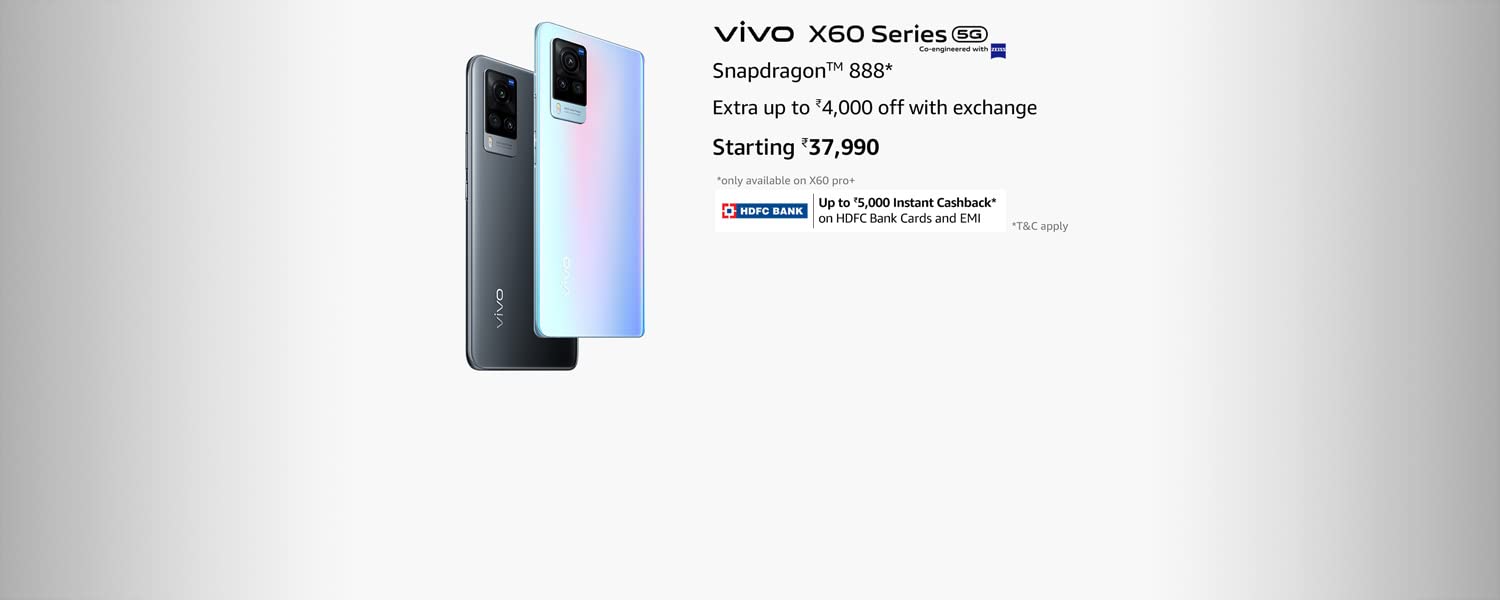 vivo X60 Series 5G
Co-engineered with ZEISS
Snapdragon™ 888*
Extra up to ₹4,000 off with exchange
Starting ₹37,990
*only available on X60 pro+
HDFC BANK
Up to ₹5,000 Instant Cashback*
on HDFC Bank Cards and EMI
*T&C apply
vivo
vivo